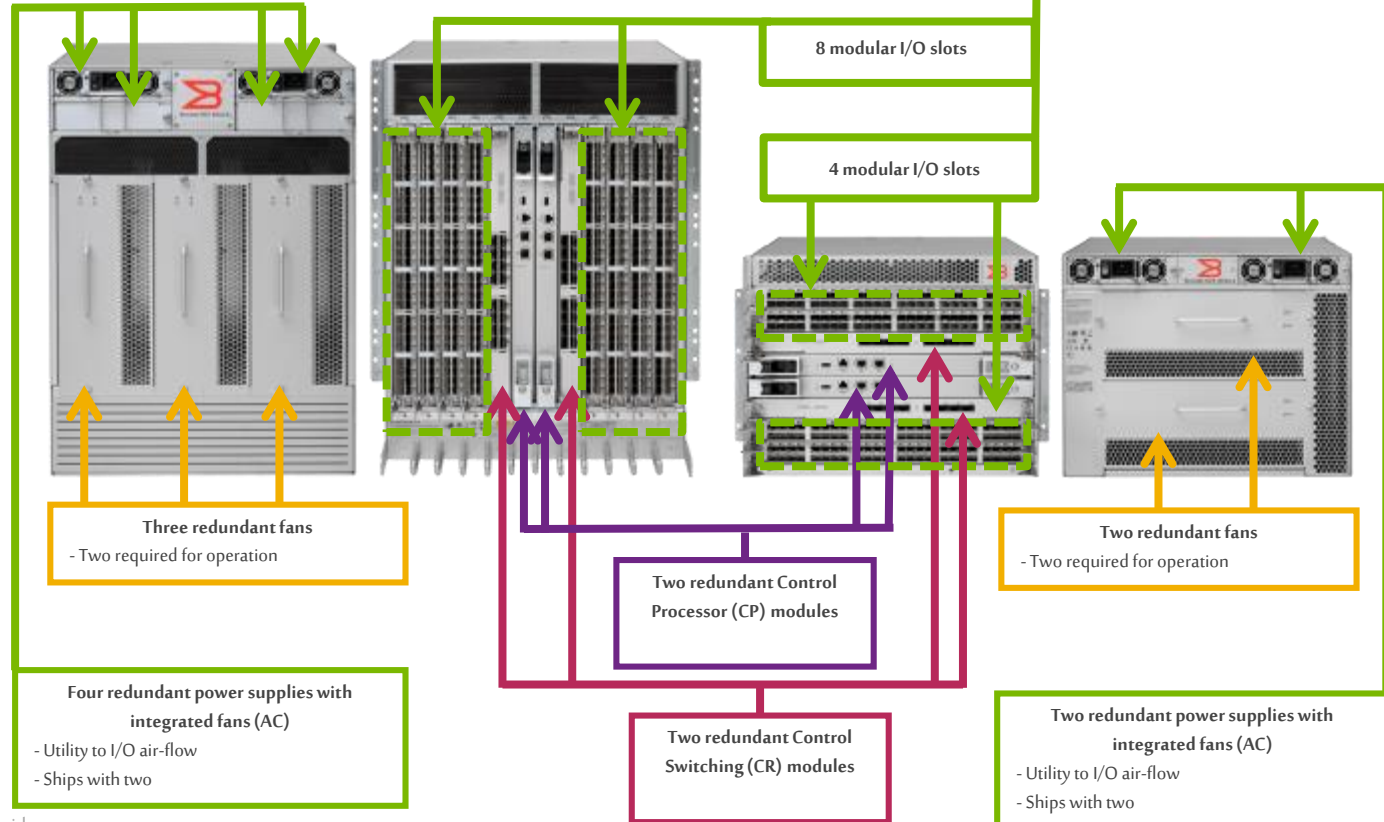 8 modular I/O slots
4 modular I/O slots
Three redundant fans
- Two required for operation
Two redundant Control
Processor (CP) modules
Two redundant fans
- Two required for operation
Four redundant power supplies with
integrated fans (AC)
- Utility to I/O air-flow
- Ships with two
Two redundant Control
Switching (CR) modules
Two redundant power supplies with
integrated fans (AC)
- Utility to I/O air-flow
- Ships with two